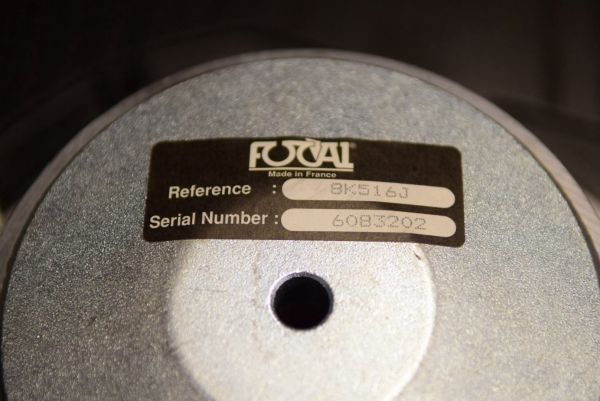 FOCAL
Made in France
Reference : 8K516J
Serial Number : 6083202